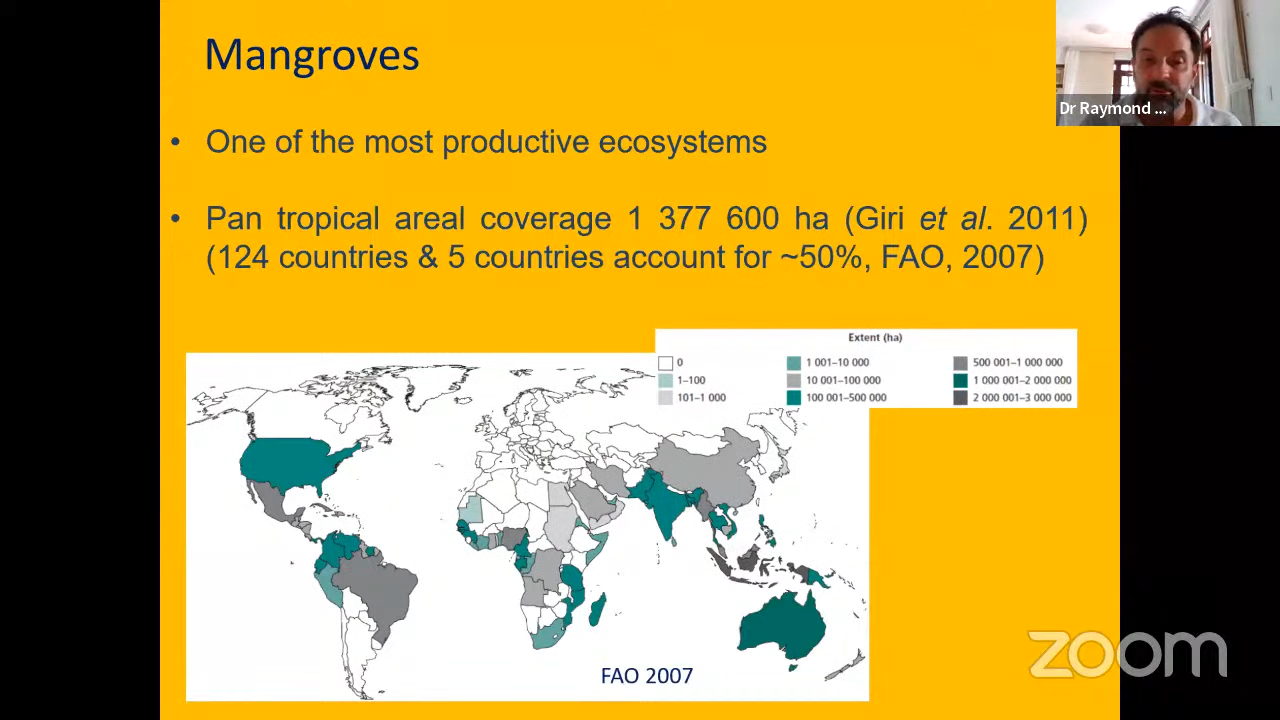 Mangroves
Dr Raymond ...
• One of the most productive ecosystems
• Pan tropical areal coverage 1 377 600 ha (Giri et al. 2011)
(124 countries & 5 countries account for ~50%, FAO, 2007)
Extent (ha)
0
1 001–10 000
500 001–1 000 000
1–100
10 001–100 000
1 000 001–2 000 000
101–1 000
100 001–500 000
2 000 001–3 000 000
FAO 2007
zoom